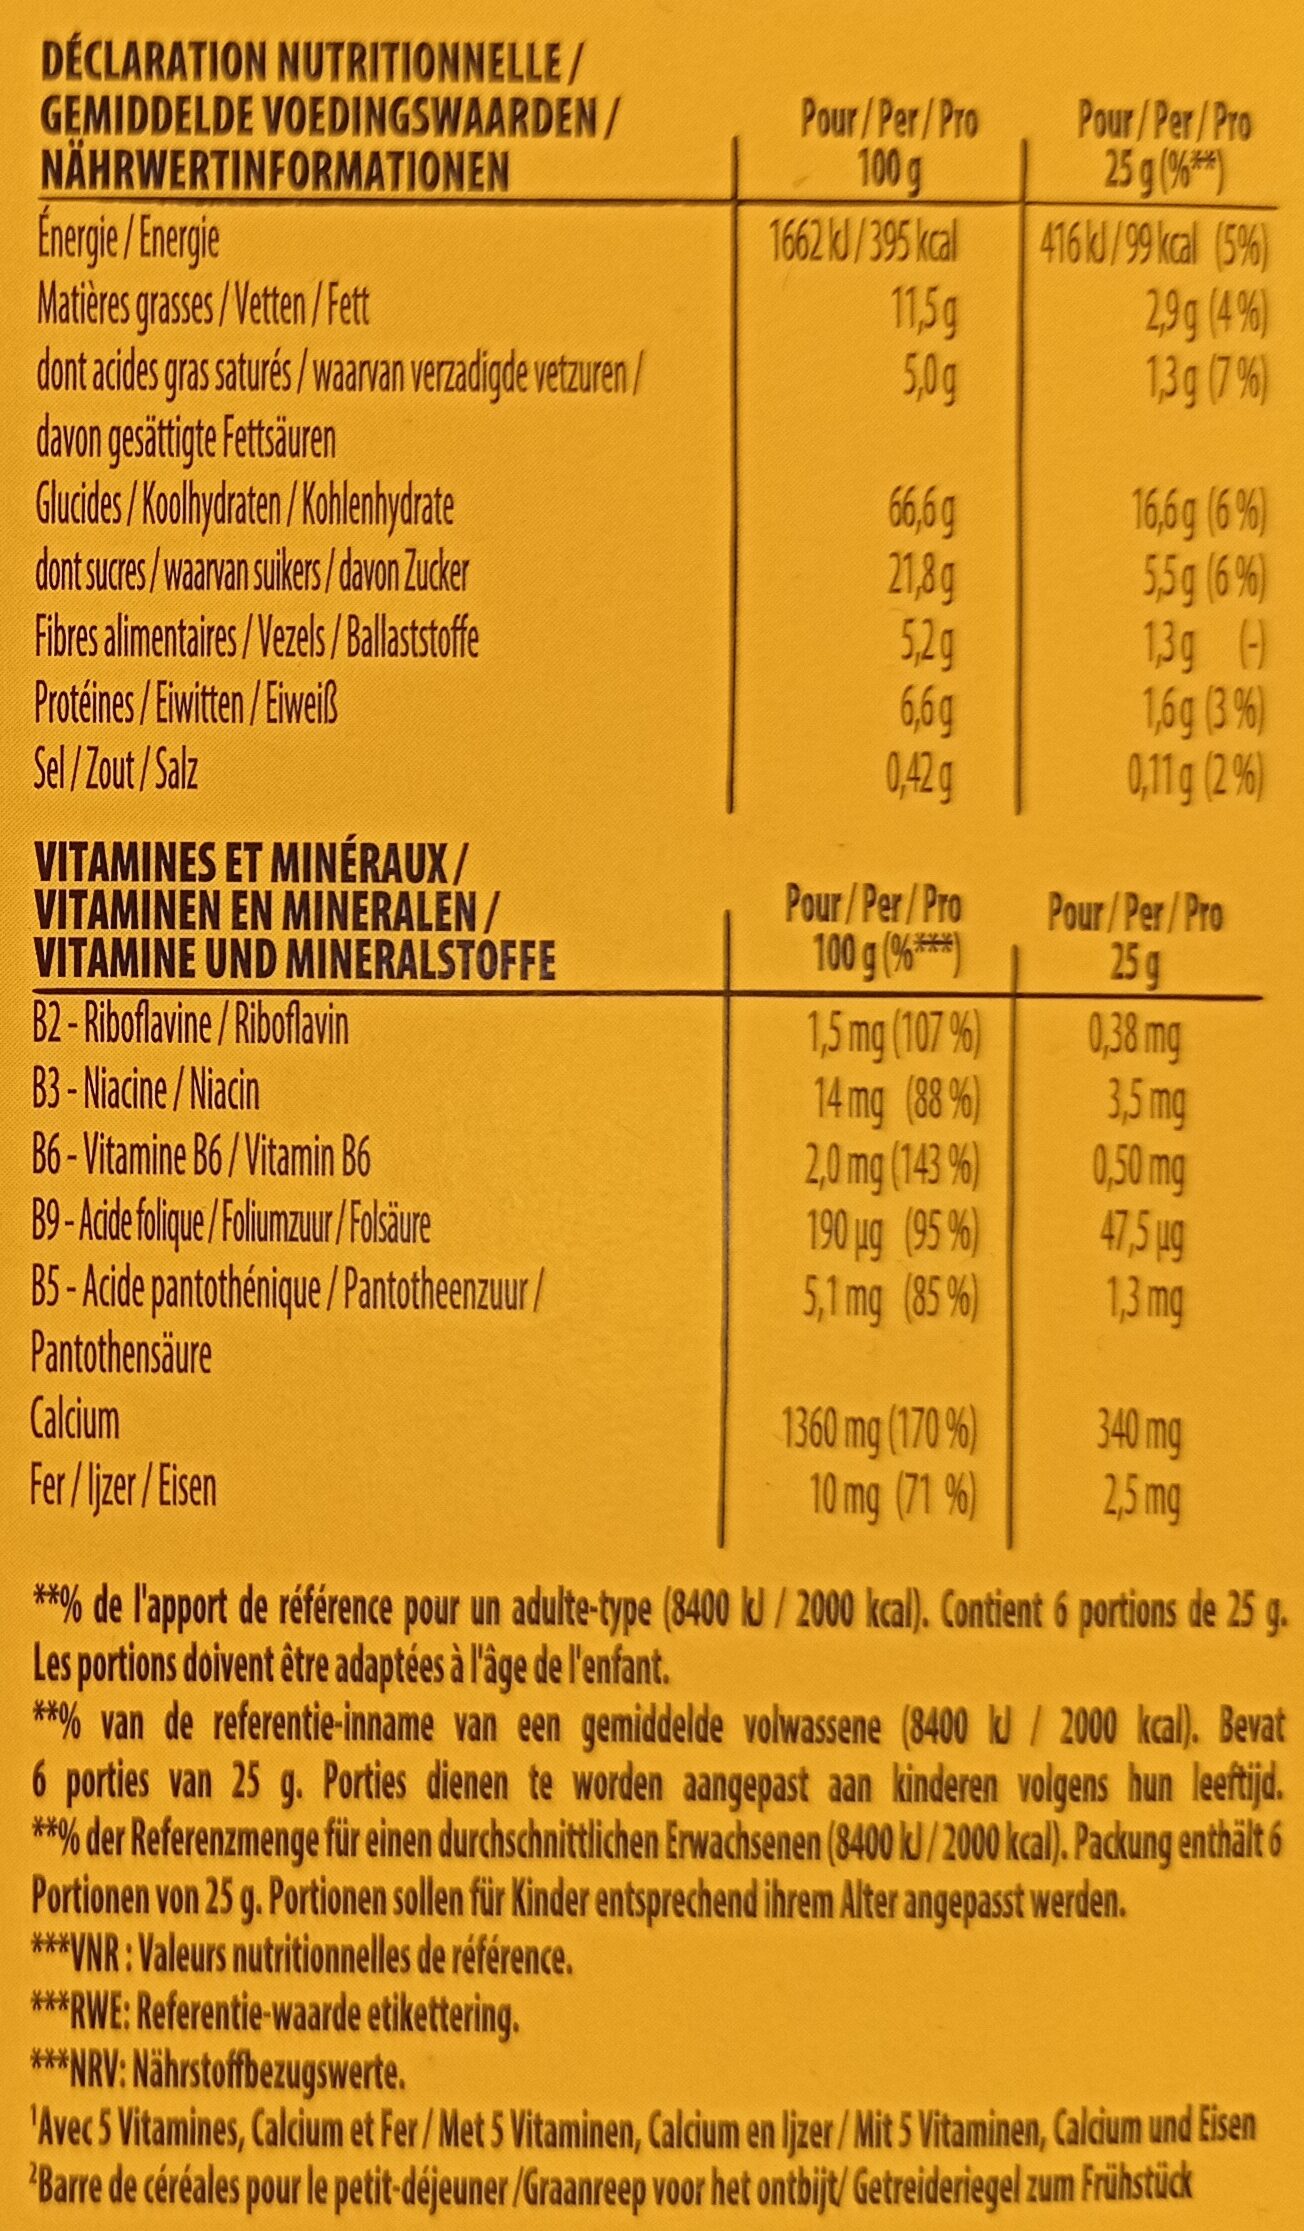 DÉCLARATION NUTRITIONNELLE /
GEMIDDELDE VOEDINGSWAARDEN /
NÄHRWERTINFORMATIONEN
Pour / Per / Pro
100 g
Pour / Per / Pro
25 g (%**)
Énergie / Energie 1662 kJ / 395 kcal 416 kJ / 99 kcal (5%)
Matières grasses / Vetten / Fett 11,5 g 2,9 g (4 %)
dont acides gras saturés / waarvan verzadigde vetzuren / 5,0 g 1,3 g (7 %)
davon gesättigte Fettsäuren
Glucides / Koolhydraten / Kohlenhydrate 66,6 g 16,6 g (6 %)
dont sucres / waarvan suikers / davon Zucker 21,8 g 5,5 g (6 %)
Fibres alimentaires / Vezels / Ballaststoffe 5,2 g 1,3 g (-)
Protéines / Eiwitten / Eiweiß 6,6 g 1,6 g (3 %)
Sel / Zout / Salz 0,42 g 0,11 g (2 %)
VITAMINES ET MINÉRAUX /
VITAMINEN EN MINERALEN /
VITAMINE UND MINERALSTOFFE
Pour / Per / Pro
100 g (%***)
Pour / Per / Pro
25 g
B2 - Riboflavine / Riboflavin 1,5 mg (107 %) 0,38 mg
B3 - Niacine / Niacin 14 mg (88 %) 3,5 mg
B6 - Vitamine B6 / Vitamin B6 2,0 mg (143 %) 0,50 mg
B9 - Acide folique / Foliumzuur / Folsäure 190 µg (95 %) 47,5 µg
B5 - Acide pantothénique / Pantotheenzuur / 5,1 mg (85 %) 1,3 mg
Pantothensäure
Calcium 1360 mg (170 %) 340 mg
Fer / Ijzer / Eisen 10 mg (71 %) 2,5 mg
**% de l'apport de référence pour un adulte-type (8400 kJ / 2000 kcal). Contient 6 portions de 25 g.
Les portions doivent être adaptées à l'âge de l'enfant.
**% van de referentie-inname van een gemiddelde volwassene (8400 kJ / 2000 kcal). Bevat
6 porties van 25 g. Porties dienen te worden aangepast aan kinderen volgens hun leeftijd.
**% der Referenzmenge für einen durchschnittlichen Erwachsenen (8400 kJ / 2000 kcal). Packung enthält 6
Portionen von 25 g. Portionen sollen für Kinder entsprechend ihrem Alter angepasst werden.
***VNR : Valeurs nutritionnelles de référence.
***RWE: Referentie-waarde etikettering.
***NRV: Nährstoffbezugswerte.
¹Avec 5 Vitamines, Calcium et Fer / Met 5 Vitaminen, Calcium en Ijzer / Mit 5 Vitaminen, Calcium und Eisen
²Barre de céréales pour le petit-déjeuner /Graanreep voor het ontbijt/ Getreideriegel zum Frühstück